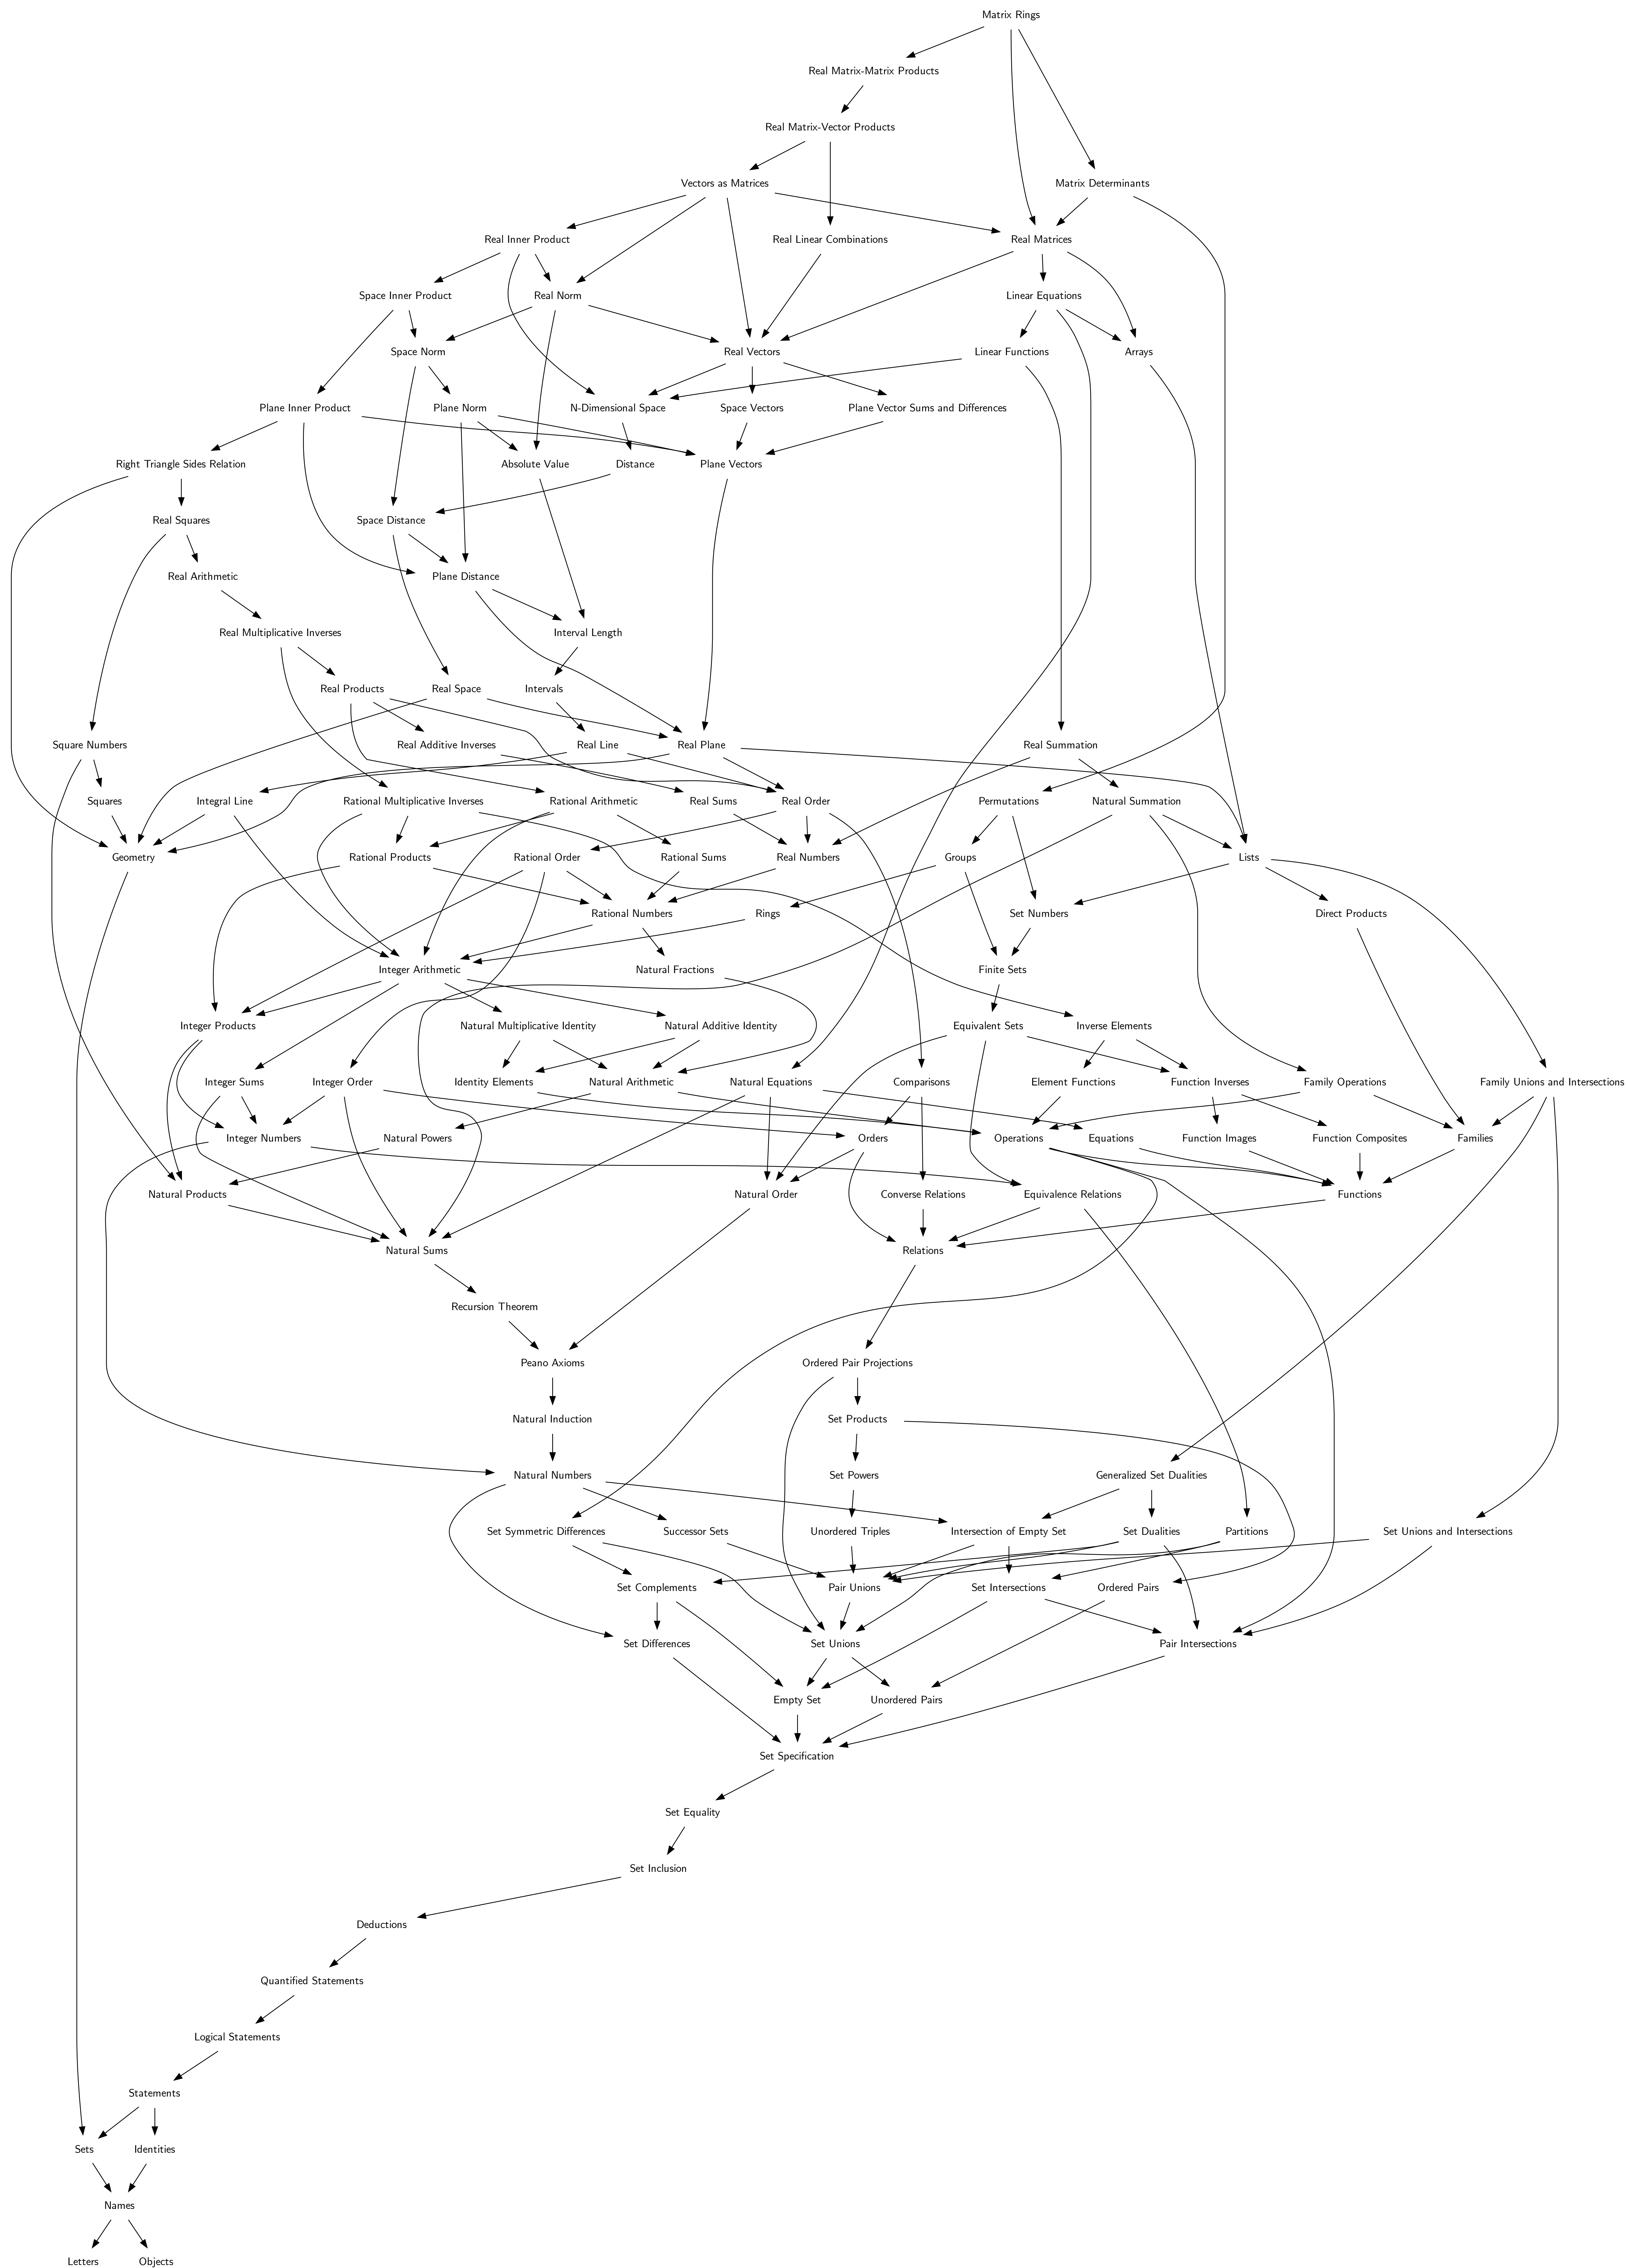 Matrix Rings
Real Matrix-Matrix Products
Real Matrix-Vector Products
Vectors as Matrices
Matrix Determinants
Real Inner Product
Real Linear Combinations
Real Matrices
Space Inner Product
Real Norm
Linear Equations
Space Norm
Real Vectors
Linear Functions
Arrays
Plane Inner Product
Plane Norm
N-Dimensional Space
Space Vectors
Plane Vector Sums and Differences
Right Triangle Sides Relation
Absolute Value
Distance
Plane Vectors
Real Squares
Space Distance
Real Arithmetic
Plane Distance
Real Multiplicative Inverses
Interval Length
Real Products
Real Space
Intervals
Square Numbers
Real Additive Inverses
Real Line
Real Plane
Real Summation
Squares
Integral Line
Rational Multiplicative Inverses
Rational Arithmetic
Real Sums
Real Order
Permutations
Natural Summation
Geometry
Rational Products
Rational Order
Rational Sums
Real Numbers
Groups
Lists
Rational Numbers
Rings
Set Numbers
Direct Products
Integer Arithmetic
Natural Fractions
Finite Sets
Integer Products
Natural Multiplicative Identity
Natural Additive Identity
Equivalent Sets
Inverse Elements
Integer Sums
Integer Order
Identity Elements
Natural Arithmetic
Natural Equations
Comparisons
Element Functions
Function Inverses
Family Operations
Family Unions and Intersections
Integer Numbers
Natural Powers
Orders
Operations
Equations
Function Images
Function Composites
Families
Natural Products
Natural Order
Converse Relations
Equivalence Relations
Functions
Natural Sums
Relations
Recursion Theorem
Peano Axioms
Ordered Pair Projections
Natural Induction
Set Products
Natural Numbers
Set Powers
Generalized Set Dualities
Set Symmetric Differences
Successor Sets
Unordered Triples
Intersection of Empty Set
Set Dualities
Partitions
Set Unions and Intersections
Set Complements
Pair Unions
Set Intersections
Ordered Pairs
Set Differences
Set Unions
Pair Intersections
Empty Set
Unordered Pairs
Set Specification
Set Equality
Set Inclusion
Deductions
Quantified Statements
Logical Statements
Statements
Sets
Identities
Names
Letters
Objects